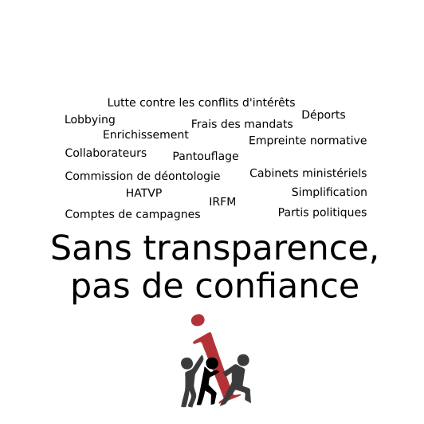 Lutte contre les conflits d'intérêts
Lobbying
Déports
Frais des mandats
Enrichissement
Empreinte normative
Collaborateurs
Pantouflage
Commission de déontologie
Cabinets ministériels
HATVP
Simplification
IRFM
Comptes de campagnes
Partis politiques
Sans transparence,
pas de confiance
i